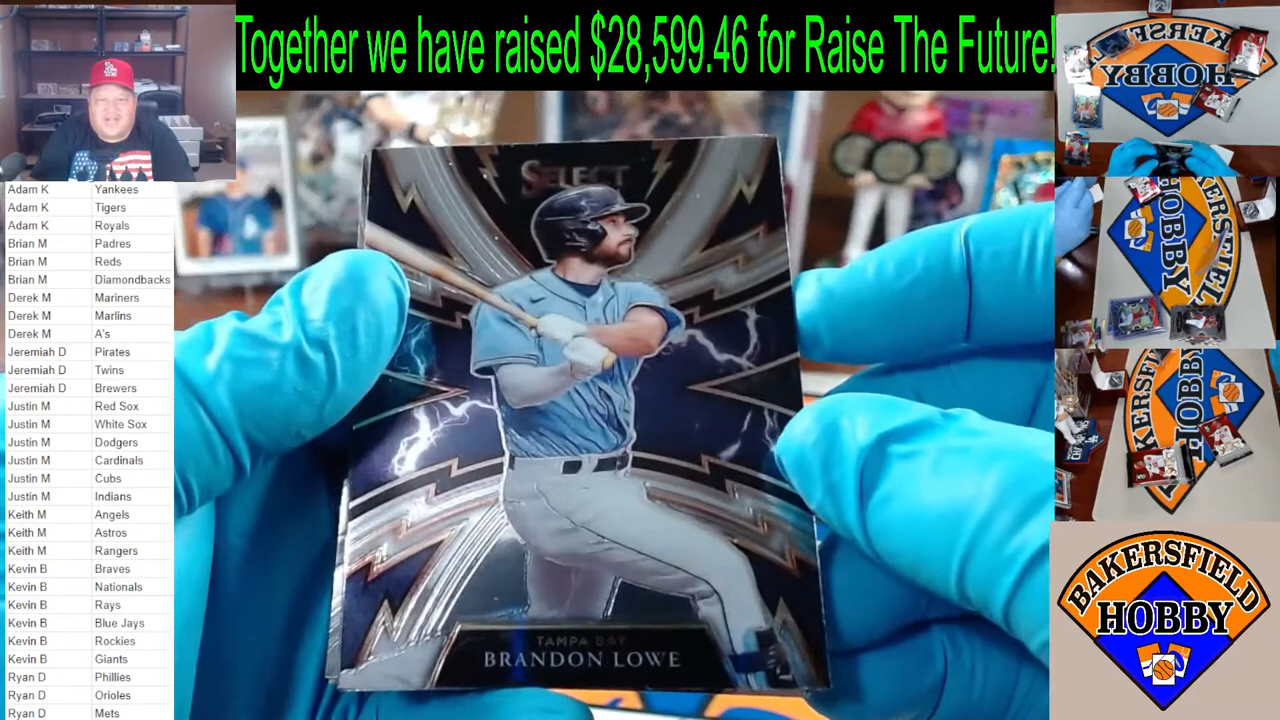 Together we have raised $28,599.46 for Raise The Future!
Adam K Yankees
Adam K Tigers
Adam K Royals
Brian M Padres
Brian M Reds
Brian M Diamondbacks
Derek M Mariners
Derek M Marlins
Derek M A's
Jeremiah D Pirates
Jeremiah D Twins
Jeremiah D Brewers
Justin M Red Sox
Justin M White Sox
Justin M Dodgers
Justin M Cardinals
Justin M Cubs
Justin M Indians
Keith M Angels
Keith M Astros
Keith M Rangers
Kevin B Braves
Kevin B Nationals
Kevin B Rays
Kevin B Blue Jays
Kevin B Rockies
Kevin B Giants
Ryan D Phillies
Ryan D Orioles
Ryan D Mets
SELECT
TAMPA BAY
BRANDON LOWE
HOBBY
HOBBY
HOBBY
BAKERSFIELD
HOBBY